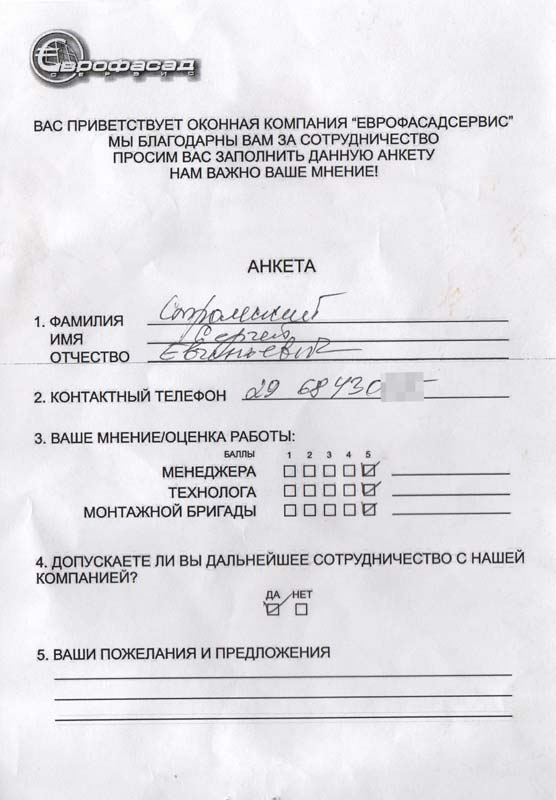 Еврофасад
СЕРВИС
ВАС ПРИВЕТСТВУЕТ ОКОННАЯ КОМПАНИЯ "ЕВРОФАСАДСЕРВИС"
МЫ БЛАГОДАРНЫ ВАМ ЗА СОТРУДНИЧЕСТВО
ПРОСИМ ВАС ЗАПОЛНИТЬ ДАННУЮ АНКЕТУ
НАМ ВАЖНО ВАШЕ МНЕНИЕ!
АНКЕТА
1. ФАМИЛИЯ
ИМЯ Сергей
ОТЧЕСТВО Евгеньевич
2. КОНТАКТНЫЙ ТЕЛЕФОН 29 68430
3. ВАШЕ МНЕНИЕ/ОЦЕНКА РАБОТЫ:
БАЛЛЫ 1 2 3 4 5
МЕНЕДЖЕРА
ТЕХНОЛОГА
МОНТАЖНОЙ БРИГАДЫ
4. ДОПУСКАЕТЕ ЛИ ВЫ ДАЛЬНЕЙШЕЕ СОТРУДНИЧЕСТВО С НАШЕЙ
КОМПАНИЕЙ?
ДА НЕТ
5. ВАШИ ПОЖЕЛАНИЯ И ПРЕДЛОЖЕНИЯ